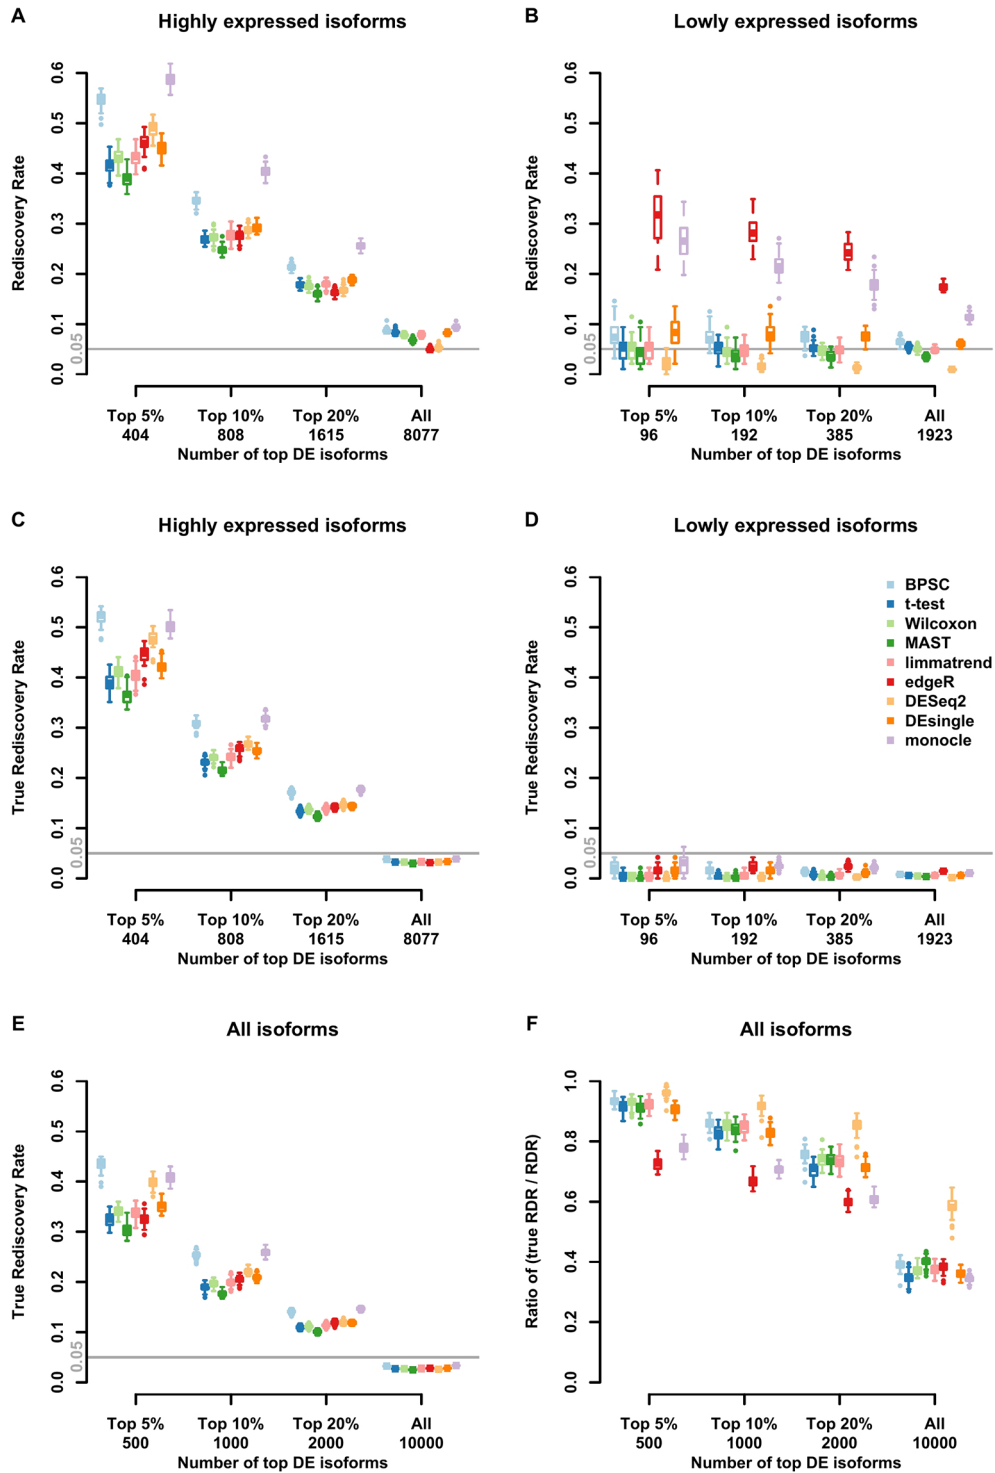 A
Highly expressed isoforms
Rediscovery Rate
0.6
0.5
0.4
0.3
0.2
0.1
0.05
0.0
Top 5% Top 10% Top 20% All
404 808 1615 8077
Number of top DE isoforms
B
Lowly expressed isoforms
Rediscovery Rate
0.6
0.5
0.4
0.3
0.2
0.1
0.05
0.0
Top 5% Top 10% Top 20% All
96 192 385 1923
Number of top DE isoforms
C
Highly expressed isoforms
True Rediscovery Rate
0.6
0.5
0.4
0.3
0.2
0.1
0.05
0.0
Top 5% Top 10% Top 20% All
404 808 1615 8077
Number of top DE isoforms
D
Lowly expressed isoforms
True Rediscovery Rate
0.6
0.5
0.4
0.3
0.2
0.1
0.05
0.0
BPSC
t-test
Wilcoxon
MAST
limmatrend
edgeR
DESeq2
DEsingle
monocle
Top 5% Top 10% Top 20% All
96 192 385 1923
Number of top DE isoforms
E
All isoforms
True Rediscovery Rate
0.6
0.5
0.4
0.3
0.2
0.1
0.05
0.0
Top 5% Top 10% Top 20% All
500 1000 2000 10000
Number of top DE isoforms
F
All isoforms
Ratio of (true RDR / RDR)
1.0
0.8
0.6
0.4
0.2
0.0
Top 5% Top 10% Top 20% All
500 1000 2000 10000
Number of top DE isoforms